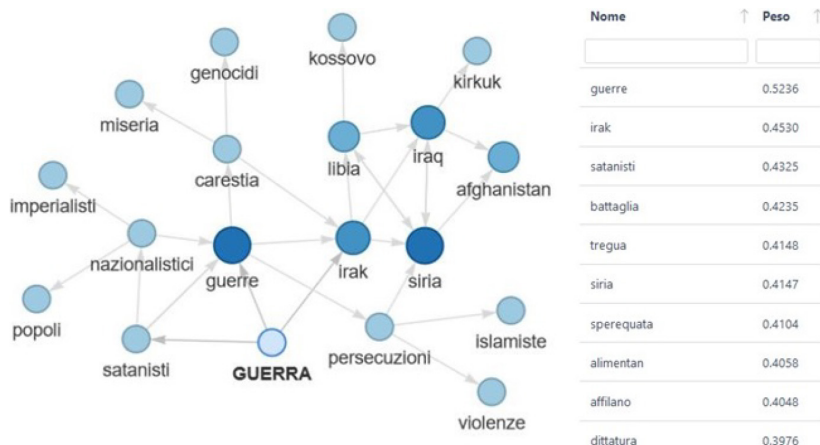 genocidi
kossovo
kirkuk
miseria
carestia
libla
iraq
afghanistan
imperialisti
nazionalistici
guerre
irak
siria
popoli
satanisti
GUERRA
persecuzioni
islamiste
violenze
Nome ↑ Peso ↑
guerre 0.5236
irak 0.4530
satanisti 0.4325
battaglia 0.4235
tregua 0.4148
siria 0.4147
sperequata 0.4104
alimentan 0.4058
affilano 0.4048
dittatura 0.3976